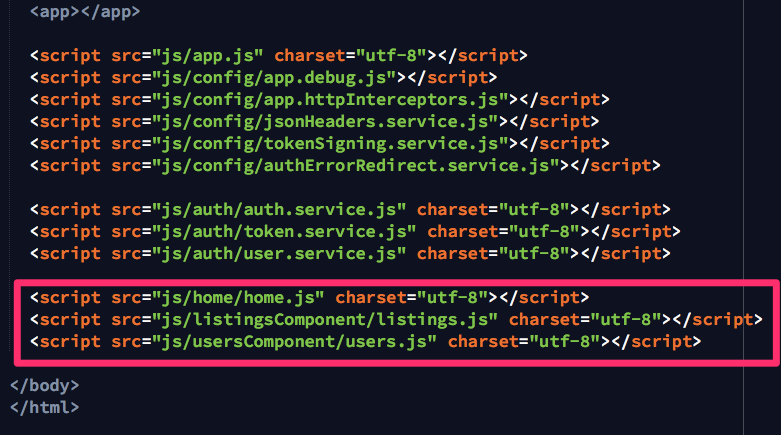 <app></app>
<script src="js/app.js" charset="utf-8"></script>
<script src="js/config/app.debug.js"></script>
<script src="js/config/app.httpInterceptors.js"></script>
<script src="js/config/jsonHeaders.service.js"></script>
<script src="js/config/tokenSigning.service.js"></script>
<script src="js/config/authErrorRedirect.service.js"></script>
<script src="js/auth/auth.service.js" charset="utf-8"></script>
<script src="js/auth/token.service.js" charset="utf-8"></script>
<script src="js/auth/user.service.js" charset="utf-8"></script>
<script src="js/home/home.js" charset="utf-8"></script>
<script src="js/listingsComponent/listings.js" charset="utf-8"></script>
<script src="js/usersComponent/users.js" charset="utf-8"></script>
</body>
</html>